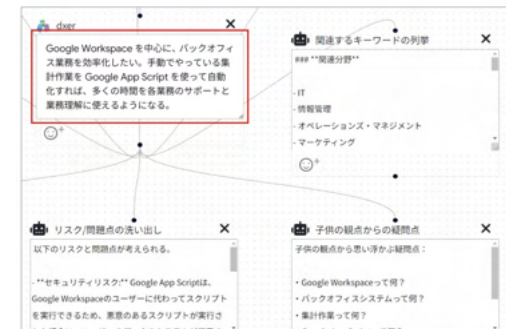 dxer
Google Workspace を中心に、バックオフィ
ス業務を効率化したい。手動でやっている集
計作業を Google App Script を使って自動
化すれば、多くの時間を各業務のサポートと
業務理解に使えるようになる。
関連するキーワードの列挙
### **関連分野**
- IT
- 情報管理
- オペレーションズ・マネジメント
- マーケティング
リスク/問題点の洗い出し
以下のリスクと問題点が考えられる。
- **セキュリティリスク:** Google App Scriptは、
Google Workspaceのユーザーに代わってスクリプト
を実行できるため、悪意のあるスクリプトが実行さ
子供の観点からの疑問点
子供の観点から思い浮かぶ疑問点：
・Google Workspaceって何？
・バックオフィスシステムって何？
・集計作業って何？